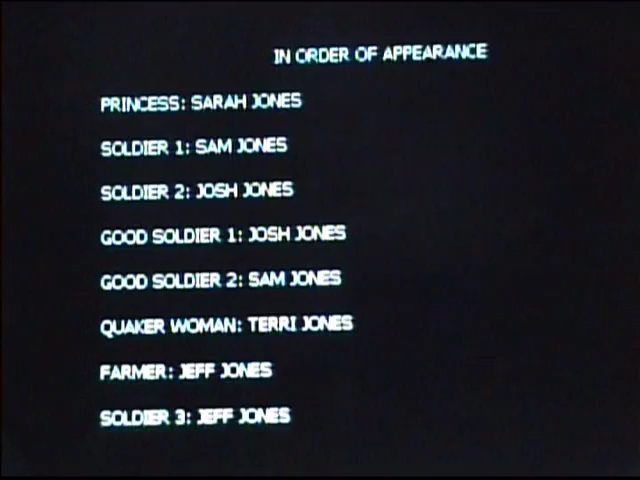 IN ORDER OF APPEARANCE
PRINCESS: SARAH JONES
SOLDIER 1: SAM JONES
SOLDIER 2: JOSH JONES
GOOD SOLDIER 1: JOSH JONES
GOOD SOLDIER 2: SAM JONES
QUAKER WOMAN: TERRI JONES
FARMER: JEFF JONES
SOLDIER 3: JEFF JONES